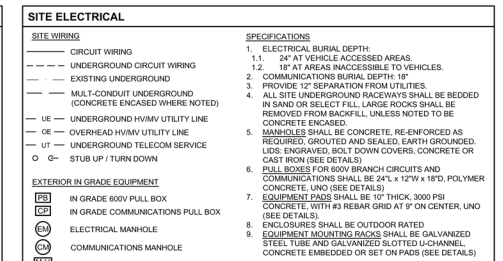 SITE ELECTRICAL
SITE WIRING
CIRCUIT WIRING
UNDERGROUND CIRCUIT WIRING
EXISTING UNDERGROUND
MULT-CONDUIT UNDERGROUND
(CONCRETE ENCASED WHERE NOTED)
UE UNDERGROUND HV/MV UTILITY LINE
OE OVERHEAD HV/MV UTILITY LINE
UT UNDERGROUND TELECOM SERVICE
STUB UP / TURN DOWN
EXTERIOR IN GRADE EQUIPMENT
PB IN GRADE 600V PULL BOX
CP IN GRADE COMMUNICATIONS PULL BOX
EM ELECTRICAL MANHOLE
CM COMMUNICATIONS MANHOLE
SPECIFICATIONS
1. ELECTRICAL BURIAL DEPTH:
1.1. 24" AT VEHICLE ACCESSED AREAS.
1.2. 18" AT AREAS INACCESSIBLE TO VEHICLES.
2. COMMUNICATIONS BURIAL DEPTH: 18"
3. PROVIDE 12" SEPARATION FROM UTILITIES.
4. ALL SITE UNDERGROUND RACEWAYS SHALL BE BEDDED
IN SAND OR SELECT FILL, LARGE ROCKS SHALL BE
REMOVED FROM BACKFILL, UNLESS NOTED TO BE
CONCRETE ENCASED.
5. MANHOLES SHALL BE CONCRETE, RE-ENFORCED AS
REQUIRED, GROUTED AND SEALED, EARTH GROUNDED.
LIDS: ENGRAVED, BOLT DOWN COVERS, CONCRETE OR
CAST IRON (SEE DETAILS)
6. PULL BOXES FOR 600V BRANCH CIRCUITS AND
COMMUNICATIONS SHALL BE 24"L x 12"W x 18"D, POLYMER
CONCRETE, UNO (SEE DETAILS)
7. EQUIPMENT PADS SHALL BE 10" THICK, 3000 PSI
CONCRETE, WITH #3 REBAR GRID AT 9" ON CENTER, UNO
(SEE DETAILS).
8. ENCLOSURES SHALL BE OUTDOOR RATED
9. EQUIPMENT MOUNTING RACKS SHALL BE GALVANIZED
STEEL TUBE AND GALVANIZED SLOTTED U-CHANNEL,
CONCRETE EMBEDDED OR SET ON PADS (SEE DETAILS)